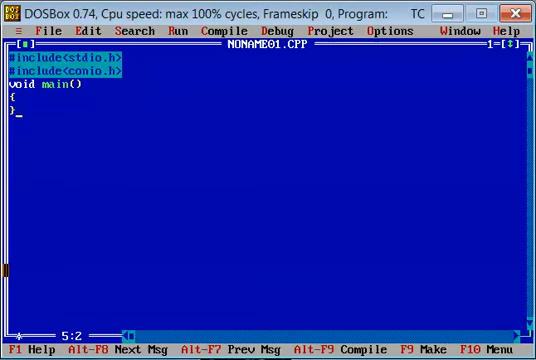 DOSBox 0.74, Cpu speed: max 100% cycles, Frameskip 0, Program: TC
≡ File Edit Search Run Compile Debug Project Options Window Help
[■] NONAME01.CPP 1=[↕]
#include<stdio.h>
#include<conio.h>
void main()
{
}_
* 5:2
F1 Help Alt-F8 Next Msg Alt-F7 Prev Msg Alt-F9 Compile F9 Make F10 Menu